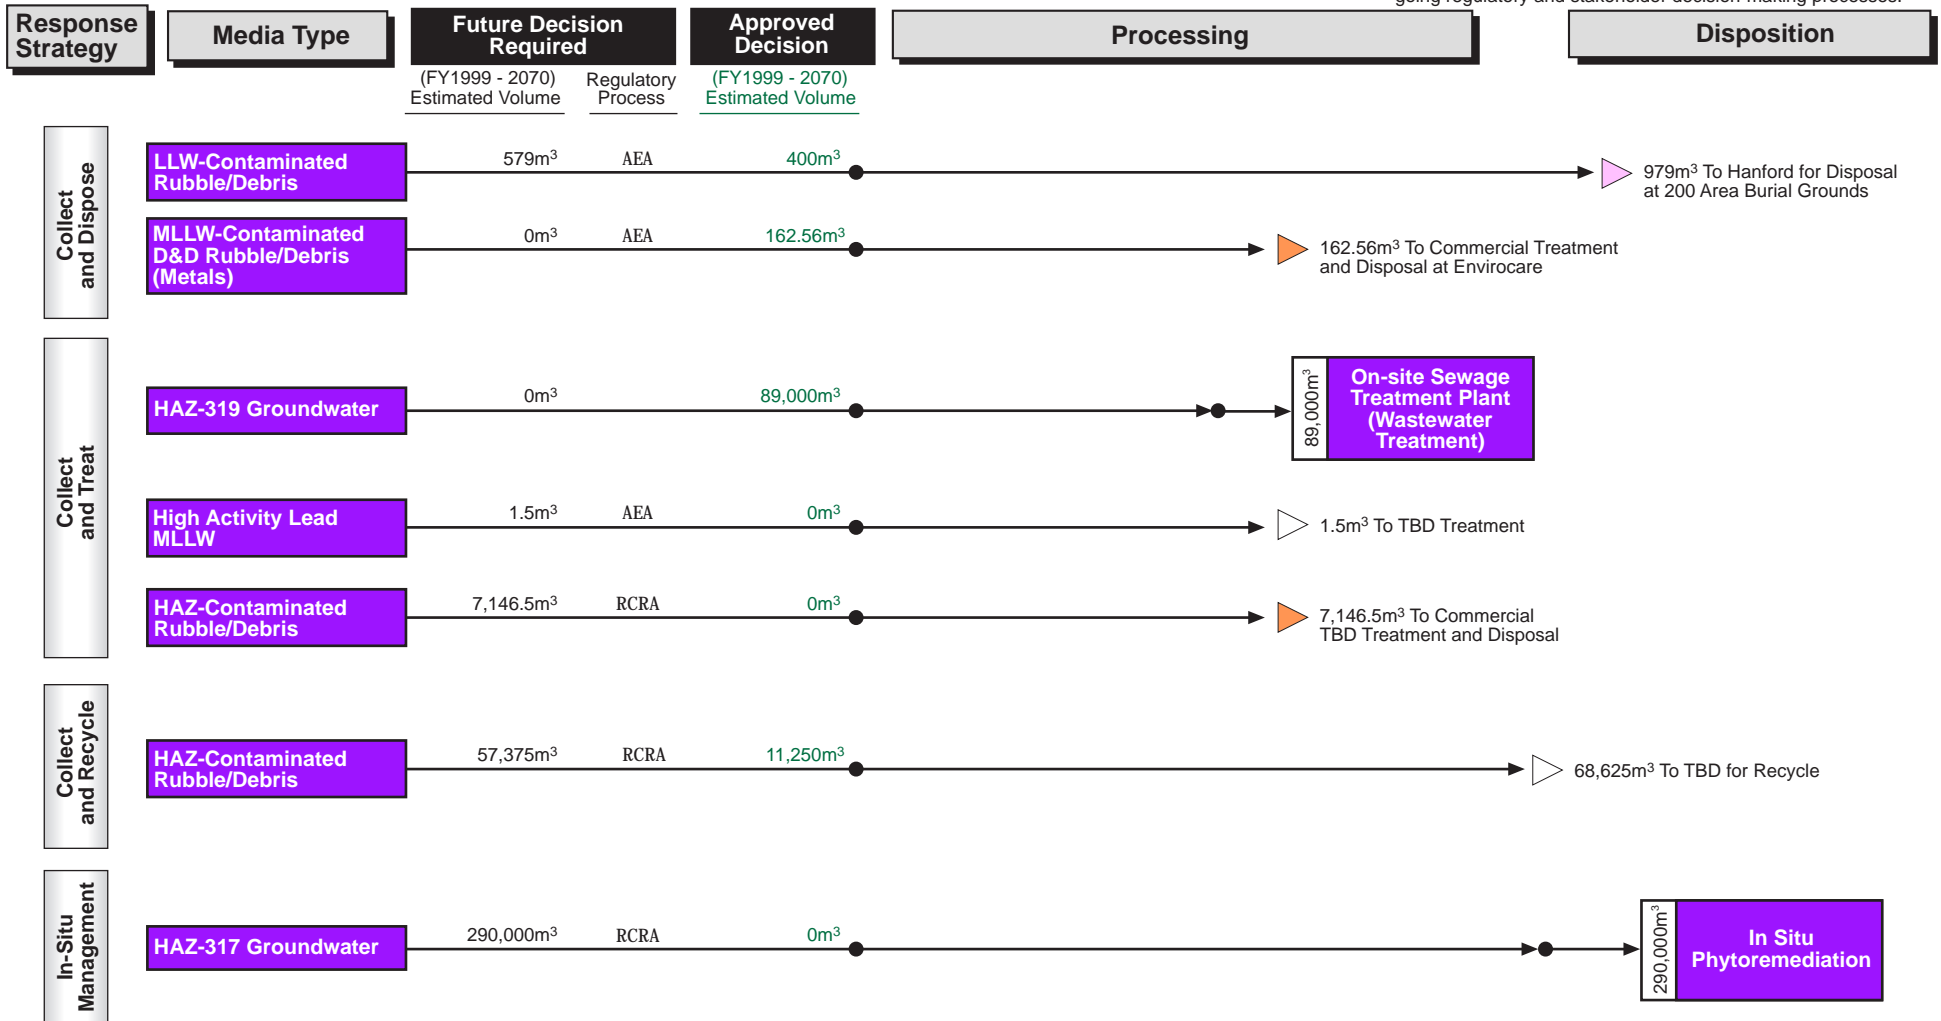 going regulatory and stakeholder decision making processes.
Response
Strategy
Media Type
Future Decision
Required
Approved
Decision
Processing
Disposition
(FY1999 - 2070)
Estimated Volume
Regulatory
Process
(FY1999 - 2070)
Estimated Volume
Collect
and Dispose
LLW-Contaminated
Rubble/Debris
579m³
AEA
400m³
979m³ To Hanford for Disposal
at 200 Area Burial Grounds
MLLW-Contaminated
D&D Rubble/Debris
(Metals)
0m³
AEA
162.56m³
162.56m³ To Commercial Treatment
and Disposal at Envirocare
Collect
and Treat
HAZ-319 Groundwater
0m³
89,000m³
89,000m³
On-site Sewage
Treatment Plant
(Wastewater
Treatment)
High Activity Lead
MLLW
1.5m³
AEA
0m³
1.5m³ To TBD Treatment
HAZ-Contaminated
Rubble/Debris
7,146.5m³
RCRA
0m³
7,146.5m³ To Commercial
TBD Treatment and Disposal
Collect
and Recycle
HAZ-Contaminated
Rubble/Debris
57,375m³
RCRA
11,250m³
68,625m³ To TBD for Recycle
In-Situ
Management
HAZ-317 Groundwater
290,000m³
RCRA
0m³
290,000m³
In Situ
Phytoremediation